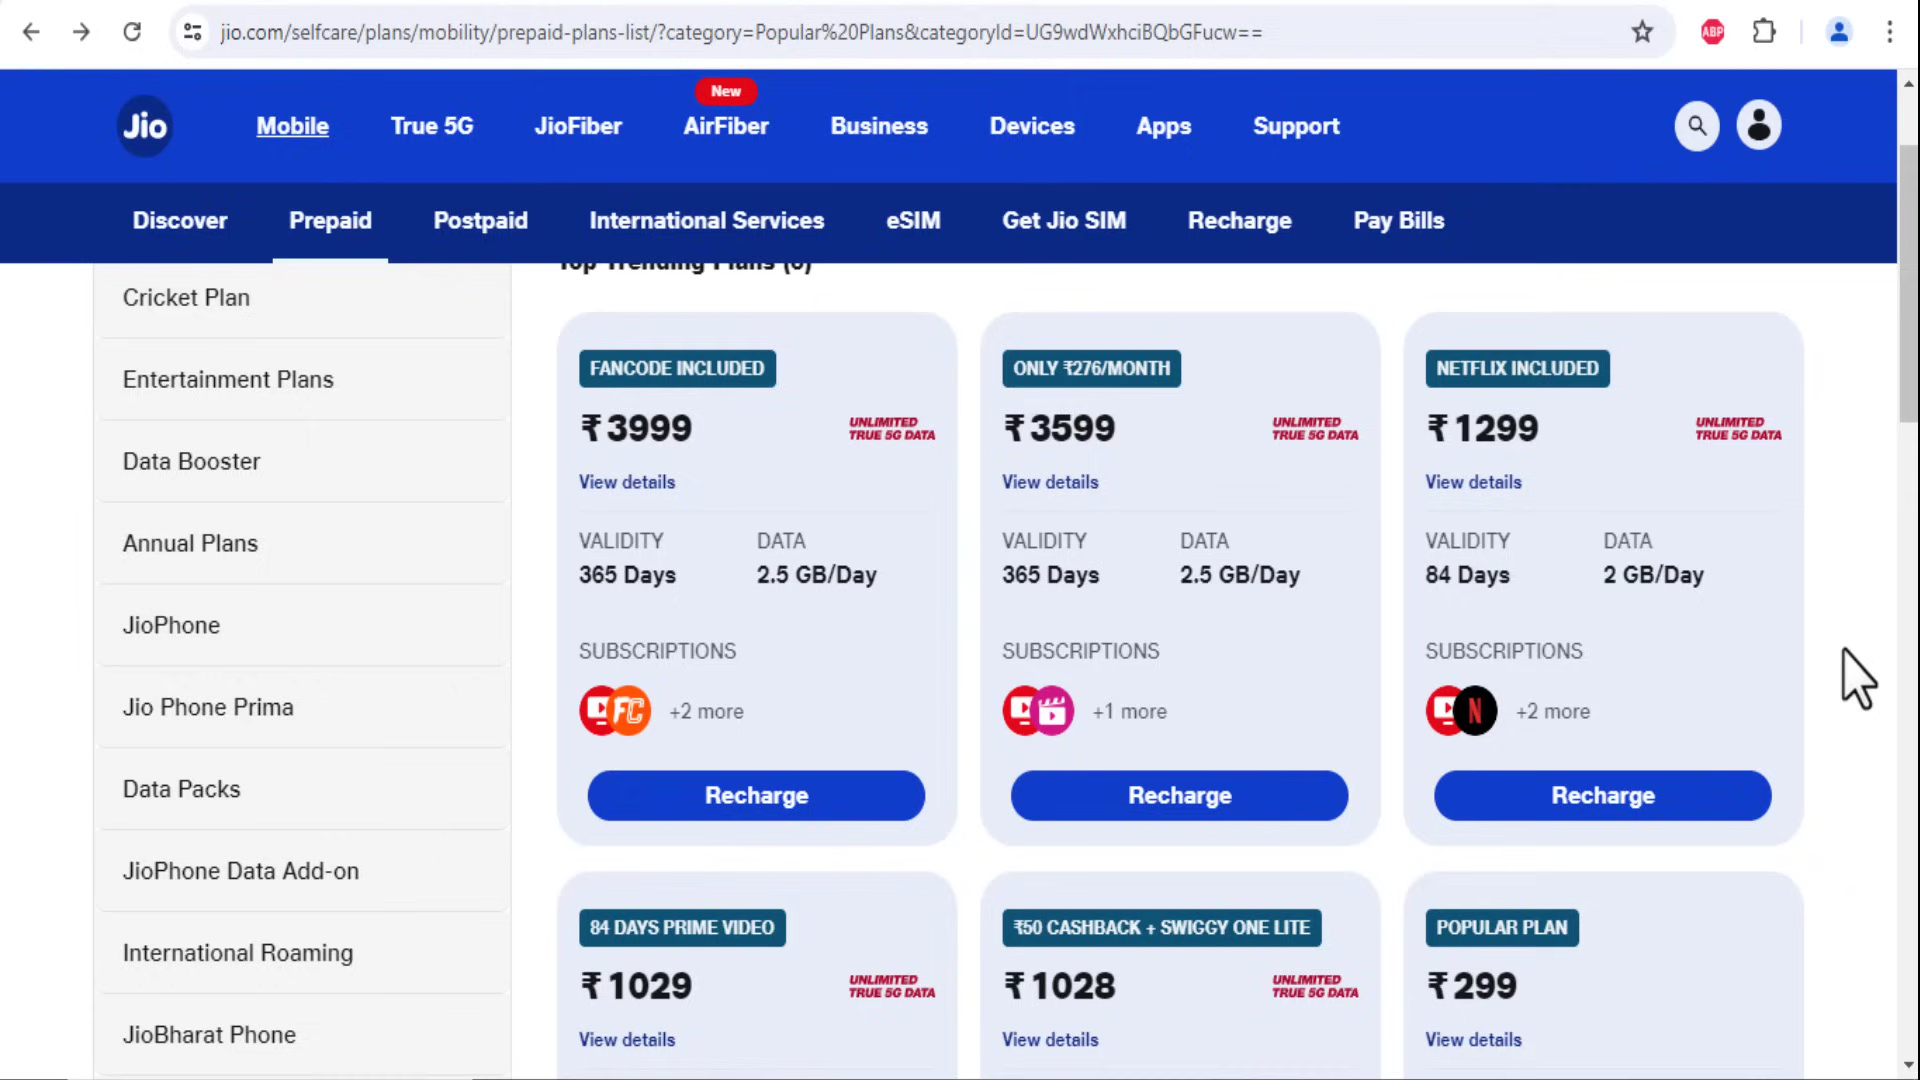 jio.com/selfcare/plans/mobility/prepaid-plans-list/?category=Popular%20Plans&categoryId=UG9wdWxhciBQbGFucw==
ABP
New
Jio
Mobile
True 5G
JioFiber
AirFiber
Business
Devices
Apps
Support
Discover
Prepaid
Postpaid
International Services
eSIM
Get Jio SIM
Recharge
Pay Bills
Cricket Plan
Entertainment Plans
Data Booster
Annual Plans
JioPhone
Jio Phone Prima
Data Packs
JioPhone Data Add-on
International Roaming
JioBharat Phone
Top Trending Plans (6)
FANCODE INCLUDED
₹3999
UNLIMITED
TRUE 5G DATA
View details
VALIDITY
DATA
365 Days
2.5 GB/Day
SUBSCRIPTIONS
FC
+2 more
Recharge
ONLY ₹276/MONTH
₹3599
UNLIMITED
TRUE 5G DATA
View details
VALIDITY
DATA
365 Days
2.5 GB/Day
SUBSCRIPTIONS
+1 more
Recharge
NETFLIX INCLUDED
₹1299
UNLIMITED
TRUE 5G DATA
View details
VALIDITY
DATA
84 Days
2 GB/Day
SUBSCRIPTIONS
N
+2 more
Recharge
84 DAYS PRIME VIDEO
₹1029
UNLIMITED
TRUE 5G DATA
View details
₹50 CASHBACK + SWIGGY ONE LITE
₹1028
UNLIMITED
TRUE 5G DATA
View details
POPULAR PLAN
₹299
View details